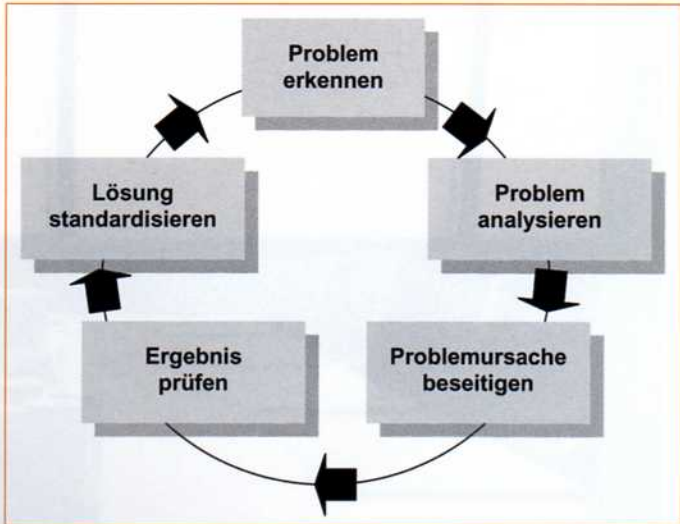 Problem
erkennen
Problem
analysieren
Problemursache
beseitigen
Ergebnis
prüfen
Lösung
standardisieren